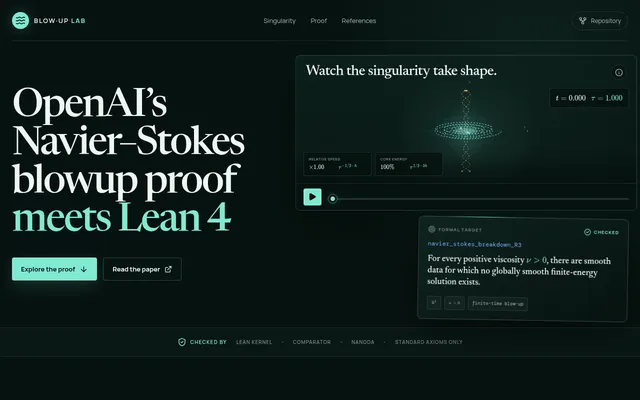 BLOW-UP LAB
Singularity
Proof
References
Repository
OpenAI's
Navier–Stokes
blowup proof
meets Lean 4
Explore the proof
Read the paper
Watch the singularity take shape.
t = 0.000 τ = 1.000
RELATIVE SPEED
×1.00
CORE ENERGY
100%
FORMAL TARGET
CHECKED
navier_stokes_breakdown_R3
For every positive viscosity ν > 0, there are smooth
data for which no globally smooth finite-energy
solution exists.
finite-time blow-up
CHECKED BY LEAN KERNEL · COMPARATOR · NANODA · STANDARD AXIOMS ONLY